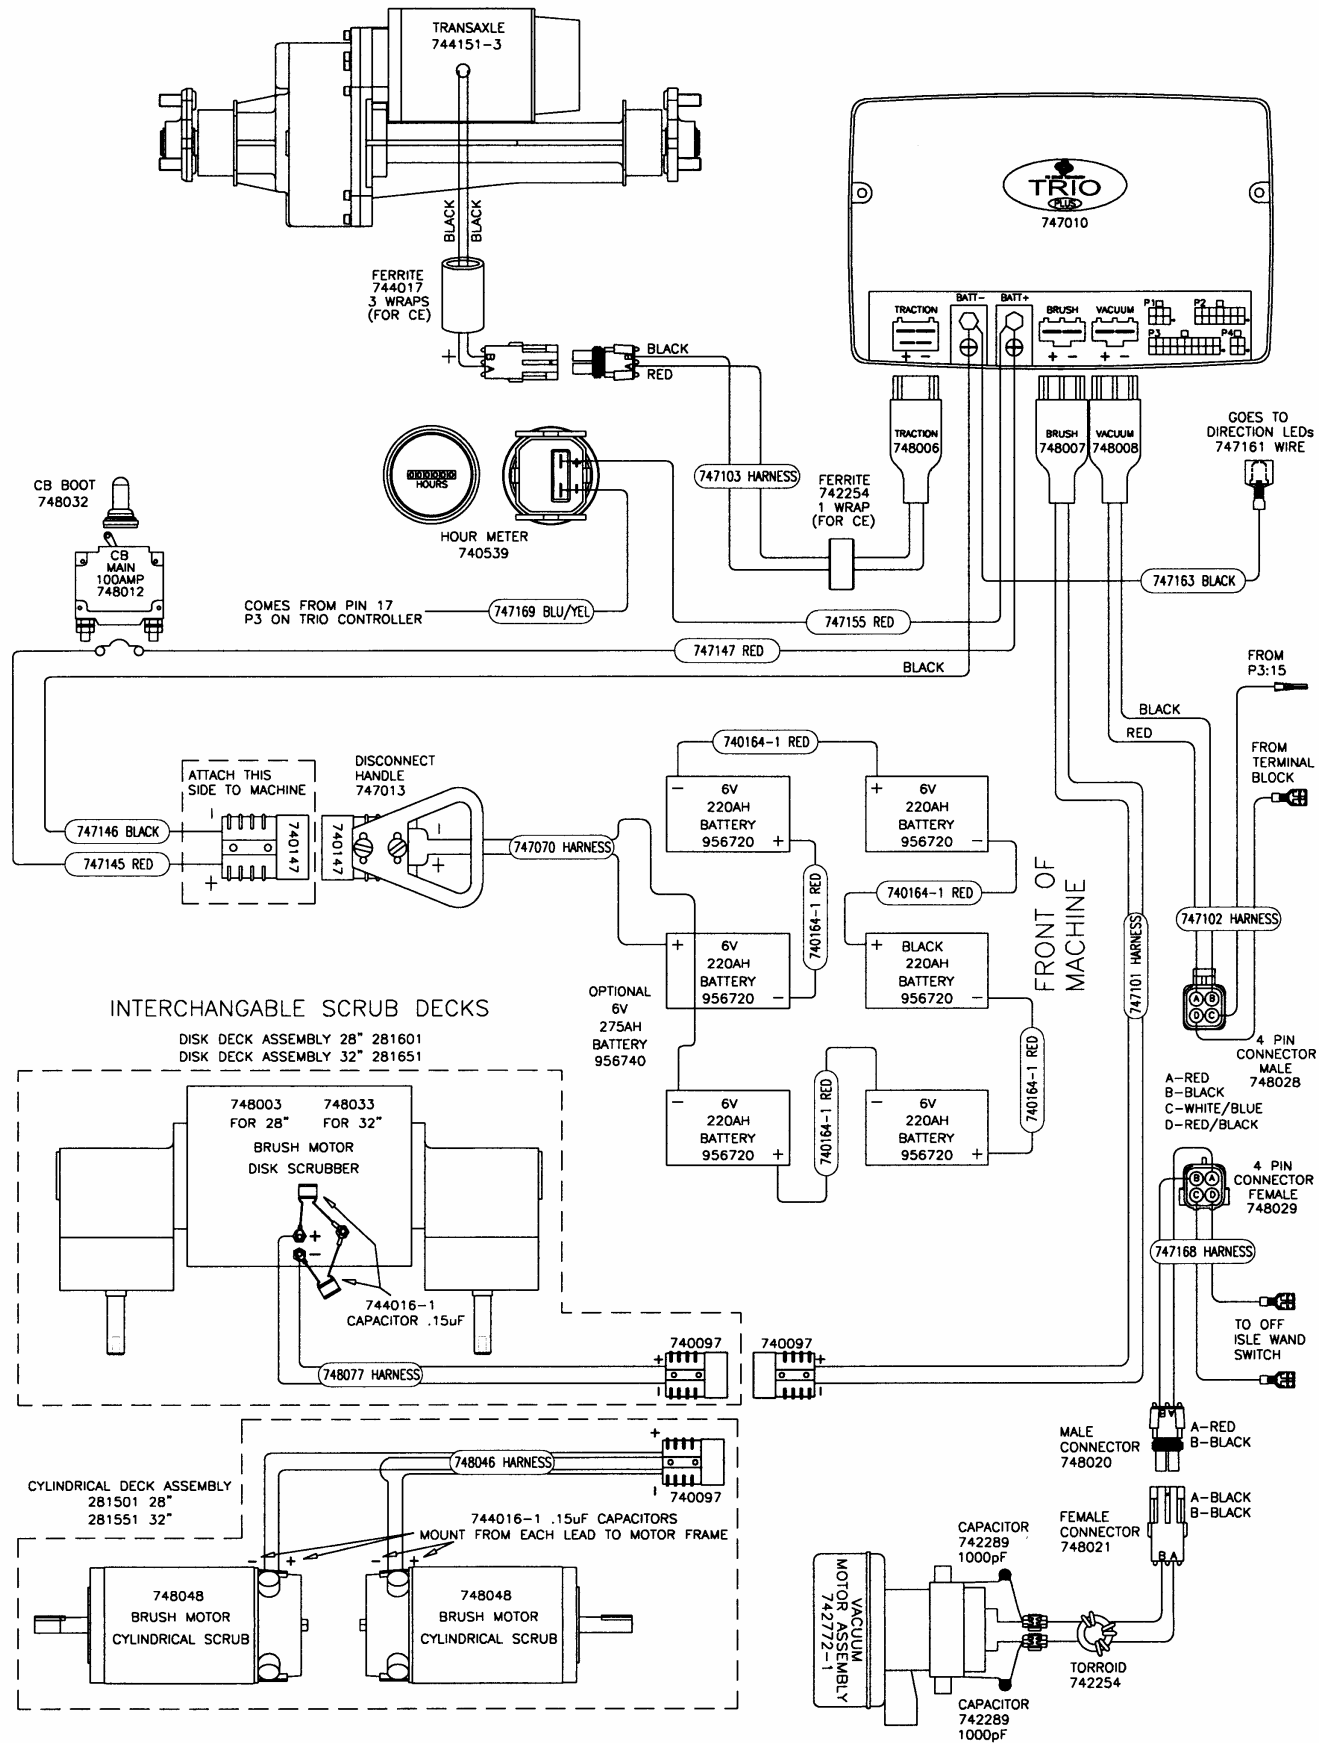 TRANSAXLE
744151-3
BLACK
BLACK
FERRITE
744017
3 WRAPS
(FOR CE)
+
B
A
B
A
BLACK
RED
TRIO
PLUS
747010
TRACTION
+ -
BATT-
BATT+
BRUSH
+ -
VACUUM
+ -
P1
P2
P3
P4
TRACTION
748006
BRUSH
748007
VACUUM
748008
GOES TO
DIRECTION LEDs
747161 WIRE
CB BOOT
748032
CB
MAIN
100AMP
748012
HOURS
+
-
HOUR METER
740539
747103 HARNESS
FERRITE
742254
1 WRAP
(FOR CE)
747163 BLACK
COMES FROM PIN 17
P3 ON TRIO CONTROLLER
747169 BLU/YEL
747155 RED
747147 RED
BLACK
FROM
P3:15
BLACK
RED
FROM
TERMINAL
BLOCK
ATTACH THIS
SIDE TO MACHINE
DISCONNECT
HANDLE
747013
747146 BLACK
747145 RED
-
+
740147
740147
-
+
747070 HARNESS
740164-1 RED
-
6V
220AH
BATTERY
956720
+
+
6V
220AH
BATTERY
956720
-
740164-1 RED
740164-1 RED
+
6V
220AH
BATTERY
956720
-
+
BLACK
220AH
BATTERY
956720
-
OPTIONAL
6V
275AH
BATTERY
956740
740164-1 RED
740164-1 RED
-
6V
220AH
BATTERY
956720
+
-
6V
220AH
BATTERY
956720
+
FRONT OF
MACHINE
747101 HARNESS
747102 HARNESS
A B
D C
4 PIN
CONNECTOR
MALE
748028
A-RED
B-BLACK
C-WHITE/BLUE
D-RED/BLACK
B A
C D
4 PIN
CONNECTOR
FEMALE
748029
747168 HARNESS
TO OFF
ISLE WAND
SWITCH
INTERCHANGABLE SCRUB DECKS
DISK DECK ASSEMBLY 28" 281601
DISK DECK ASSEMBLY 32" 281651
748003 748033
FOR 28" FOR 32"
BRUSH MOTOR
DISK SCRUBBER
+
-
744016-1
CAPACITOR .15uF
748077 HARNESS
740097
+
-
740097
+
-
CYLINDRICAL DECK ASSEMBLY
281501 28"
281551 32"
748046 HARNESS
+
-
740097
744016-1 .15uF CAPACITORS
MOUNT FROM EACH LEAD TO MOTOR FRAME
- +
- +
748048
BRUSH MOTOR
CYLINDRICAL SCRUB
748048
BRUSH MOTOR
CYLINDRICAL SCRUB
B A
MALE
CONNECTOR
748020
A-RED
B-BLACK
FEMALE
CONNECTOR
748021
A-BLACK
B-BLACK
B A
CAPACITOR
742289
1000pF
VACUUM
MOTOR ASSEMBLY
742772-1
TORROID
742254
CAPACITOR
742289
1000pF